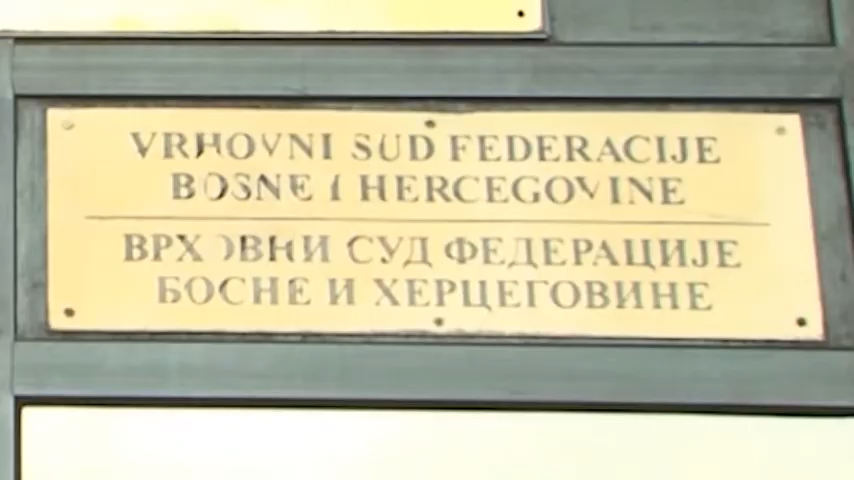 VRHOVNI SUD FEDERACIJE
BOSNE I HERCEGOVINE
ВРХОВНИ СУД ФЕДЕРАЦИЈЕ
БОСНЕ И ХЕРЦЕГОВИНЕ